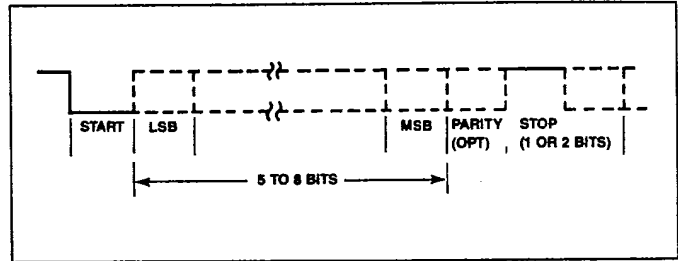 START LSB MSB PARITY STOP
(OPT) (1 OR 2 BITS)
5 TO 8 BITS